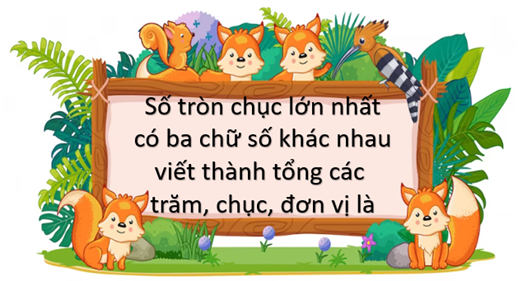 Số tròn chục lớn nhất
có ba chữ số khác nhau
viết thành tổng các
trăm, chục, đơn vị là